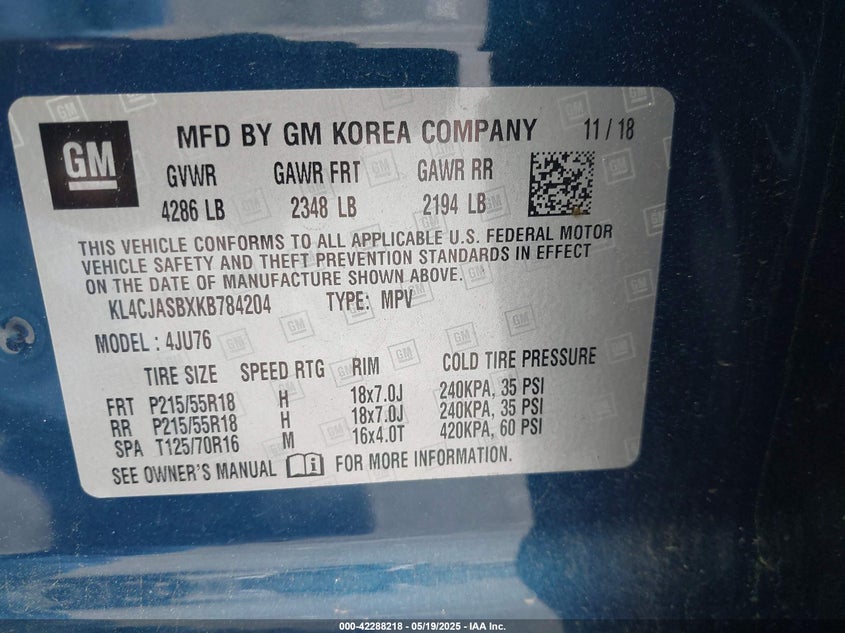 GM
MFD BY GM KOREA COMPANY 11 / 18
GVWR GAWR FRT GAWR RR
4286 LB 2348 LB 2194 LB
THIS VEHICLE CONFORMS TO ALL APPLICABLE U.S. FEDERAL MOTOR
VEHICLE SAFETY AND THEFT PREVENTION STANDARDS IN EFFECT
ON THE DATE OF MANUFACTURE SHOWN ABOVE.
KL4CJASBXKB784204 TYPE: MPV
MODEL : 4JU76
TIRE SIZE SPEED RTG RIM COLD TIRE PRESSURE
FRT P215/55R18 H 18x7.0J 240KPA, 35 PSI
RR P215/55R18 H 18x7.0J 240KPA, 35 PSI
SPA T125/70R16 M 16x4.0T 420KPA, 60 PSI
SEE OWNER'S MANUAL FOR MORE INFORMATION.
000-42288218 - 05/19/2025 - IAA Inc.